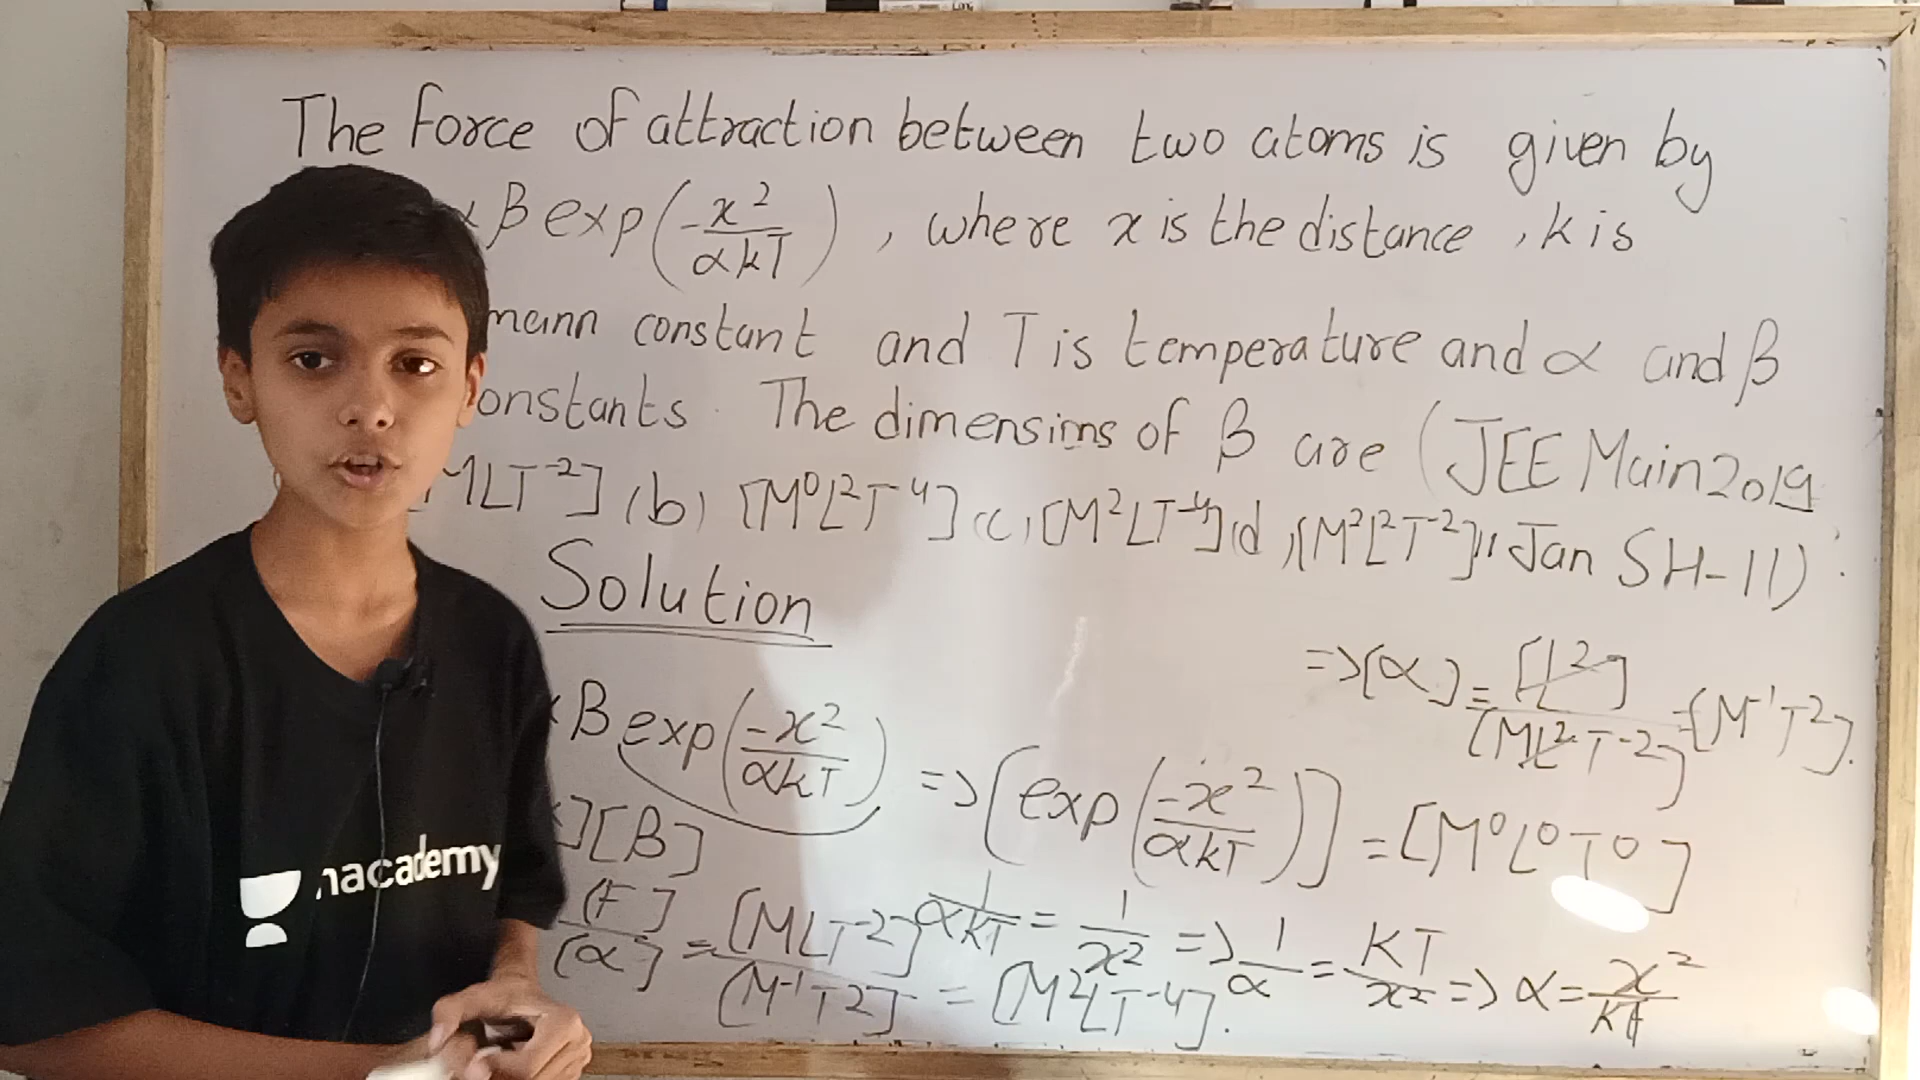 The Force of attraction between two atoms is given by
β exp(-x²/αkT), where x is the distance, k is
mann constant and T is temperature and α and β
onstants. The dimensions of β are (JEE Main 2019
MLT⁻²] (b) [M⁰L²T⁻⁴] (c) [M²LT⁻⁴] (d) [M²L²T⁻²] 11 Jan SH-II)
Solution
=> [α] = [L²]/[ML²T⁻²] = [M⁻¹T²].
β exp(-x²/αkT) => [exp(-x²/αkT)] = [M⁰L⁰T⁰]
][β]
[F]/[α] = [MLT⁻²]/[M⁻¹T²] = [M²LT⁻⁴].
1/αkT = 1/x² => 1/α = KT/x² => α = x²/kT
nacademy